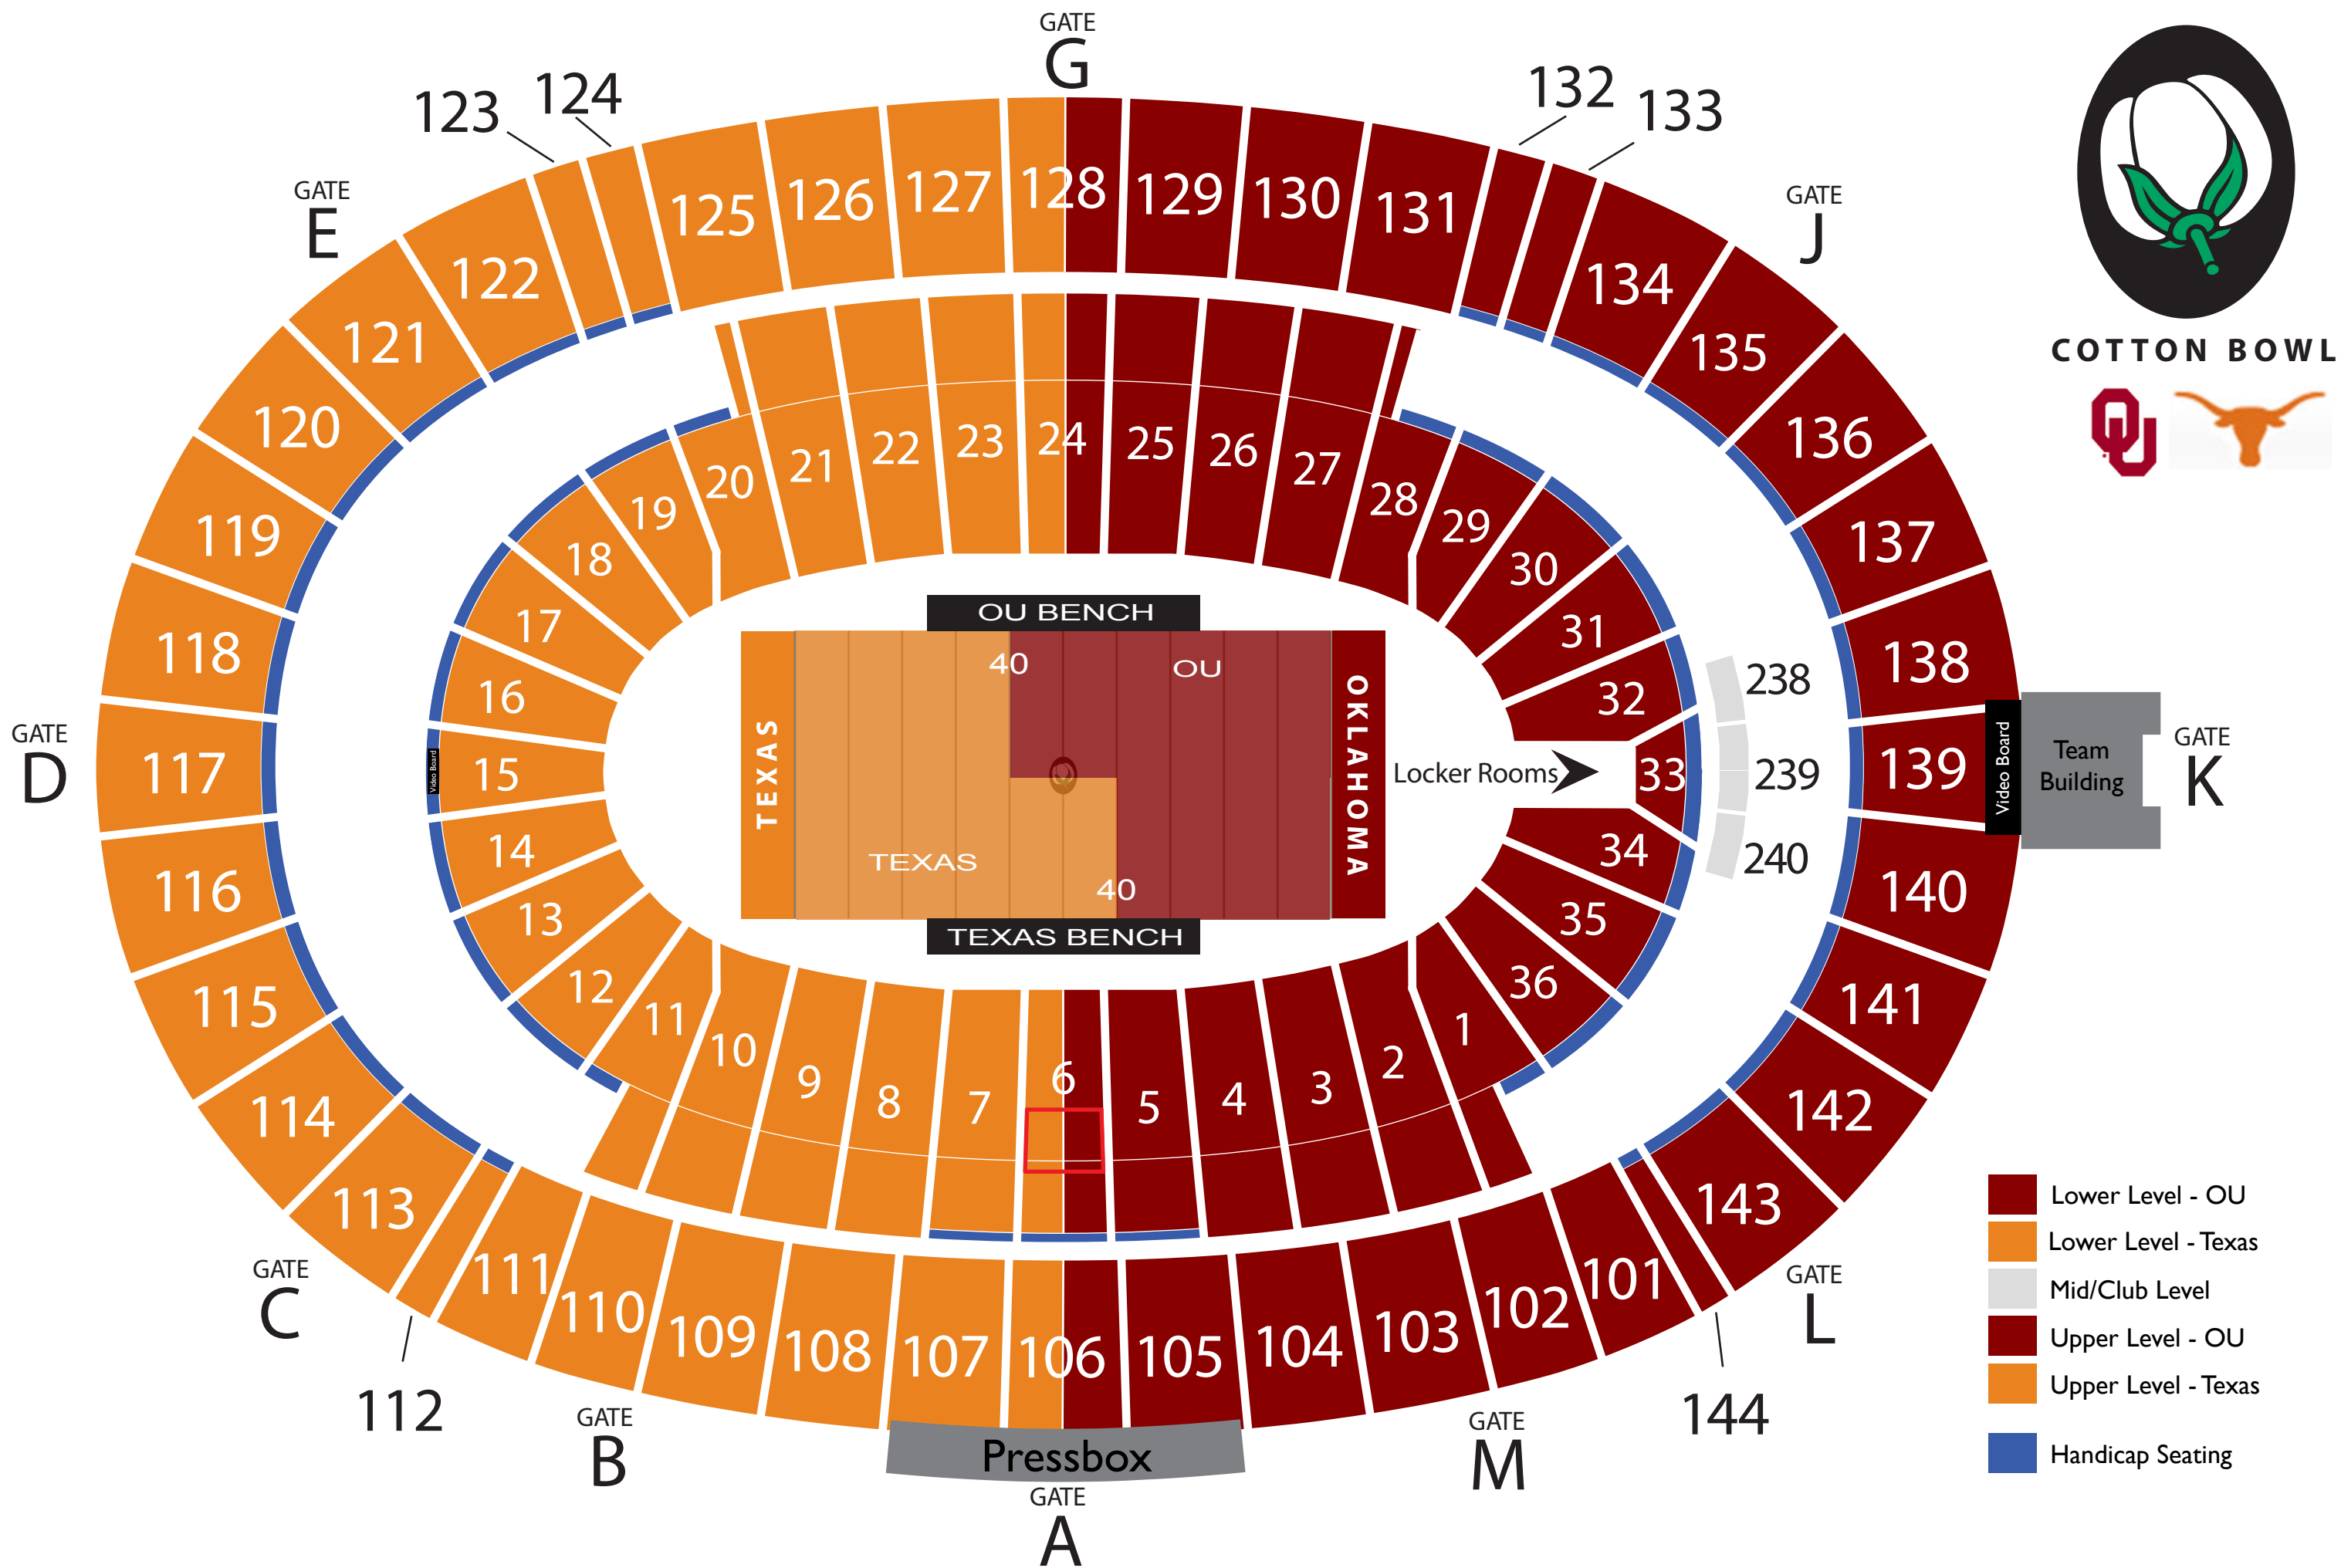 GATE
G
123
124
132
133
GATE
E
GATE
J
125
126
127
128
129
130
131
122
134
121
135
120
136
119
137
118
138
117
139
116
140
115
141
114
142
113
143
112
111
110
109
108
107
106
105
104
103
102
101
144
COTTON BOWL
OU
20
21
22
23
24
25
26
27
28
19
29
18
30
17
31
16
32
15
33
14
34
13
35
12
36
11
10
9
8
7
6
5
4
3
2
1
OU BENCH
40
OU
TEXAS
OKLAHOMA
TEXAS
40
TEXAS BENCH
Locker Rooms
Video Board
238
239
240
Video Board
Team
Building
GATE
D
GATE
K
GATE
C
GATE
L
GATE
B
GATE
M
Pressbox
GATE
A
Lower Level - OU
Lower Level - Texas
Mid/Club Level
Upper Level - OU
Upper Level - Texas
Handicap Seating